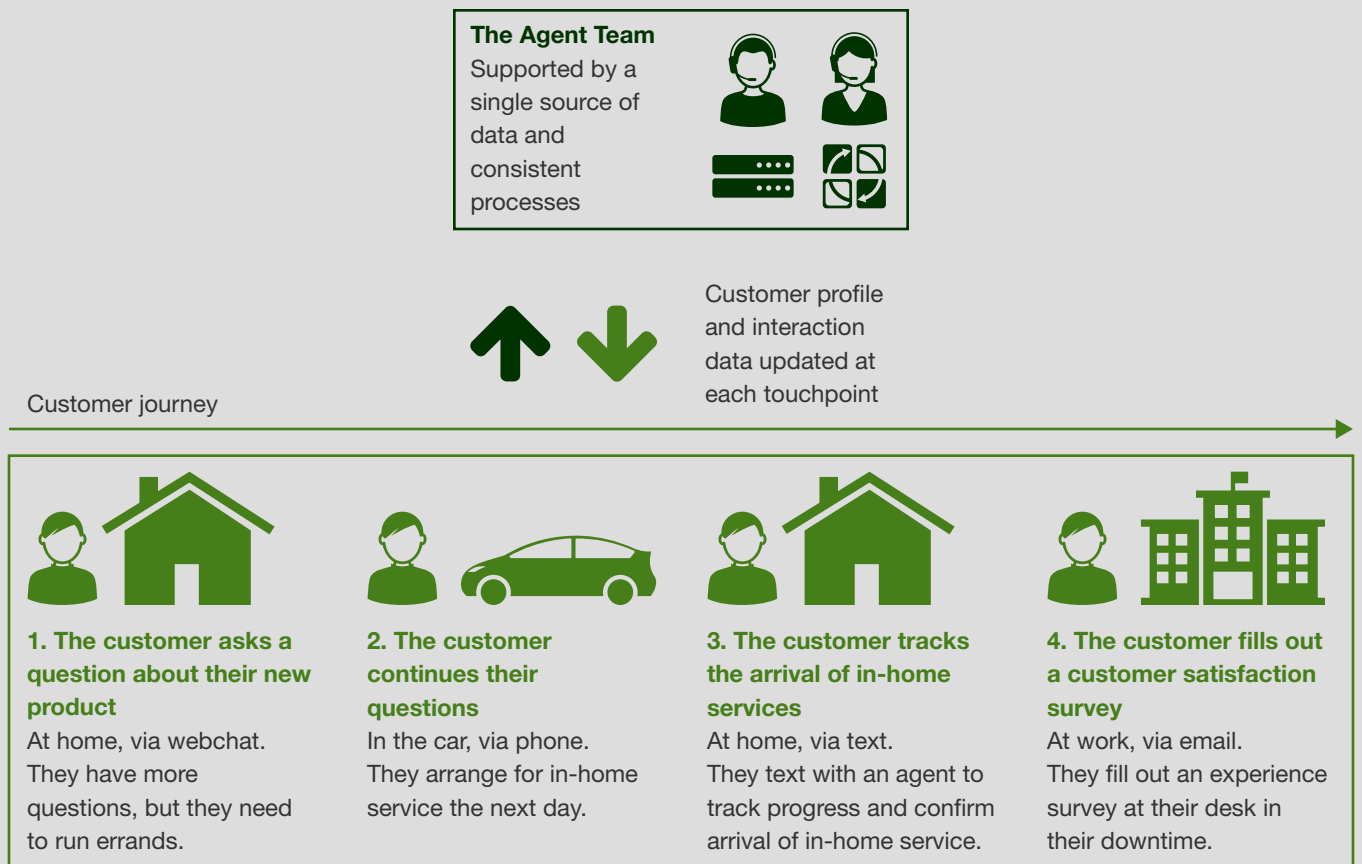 The Agent Team
Supported by a
single source of
data and
consistent
processes
Customer profile
and interaction
data updated at
each touchpoint
Customer journey
1. The customer asks a
question about their new
product
At home, via webchat.
They have more
questions, but they need
to run errands.
2. The customer
continues their
questions
In the car, via phone.
They arrange for in-home
service the next day.
3. The customer tracks
the arrival of in-home
services
At home, via text.
They text with an agent to
track progress and confirm
arrival of in-home service.
4. The customer fills out
a customer satisfaction
survey
At work, via email.
They fill out an experience
survey at their desk in
their downtime.